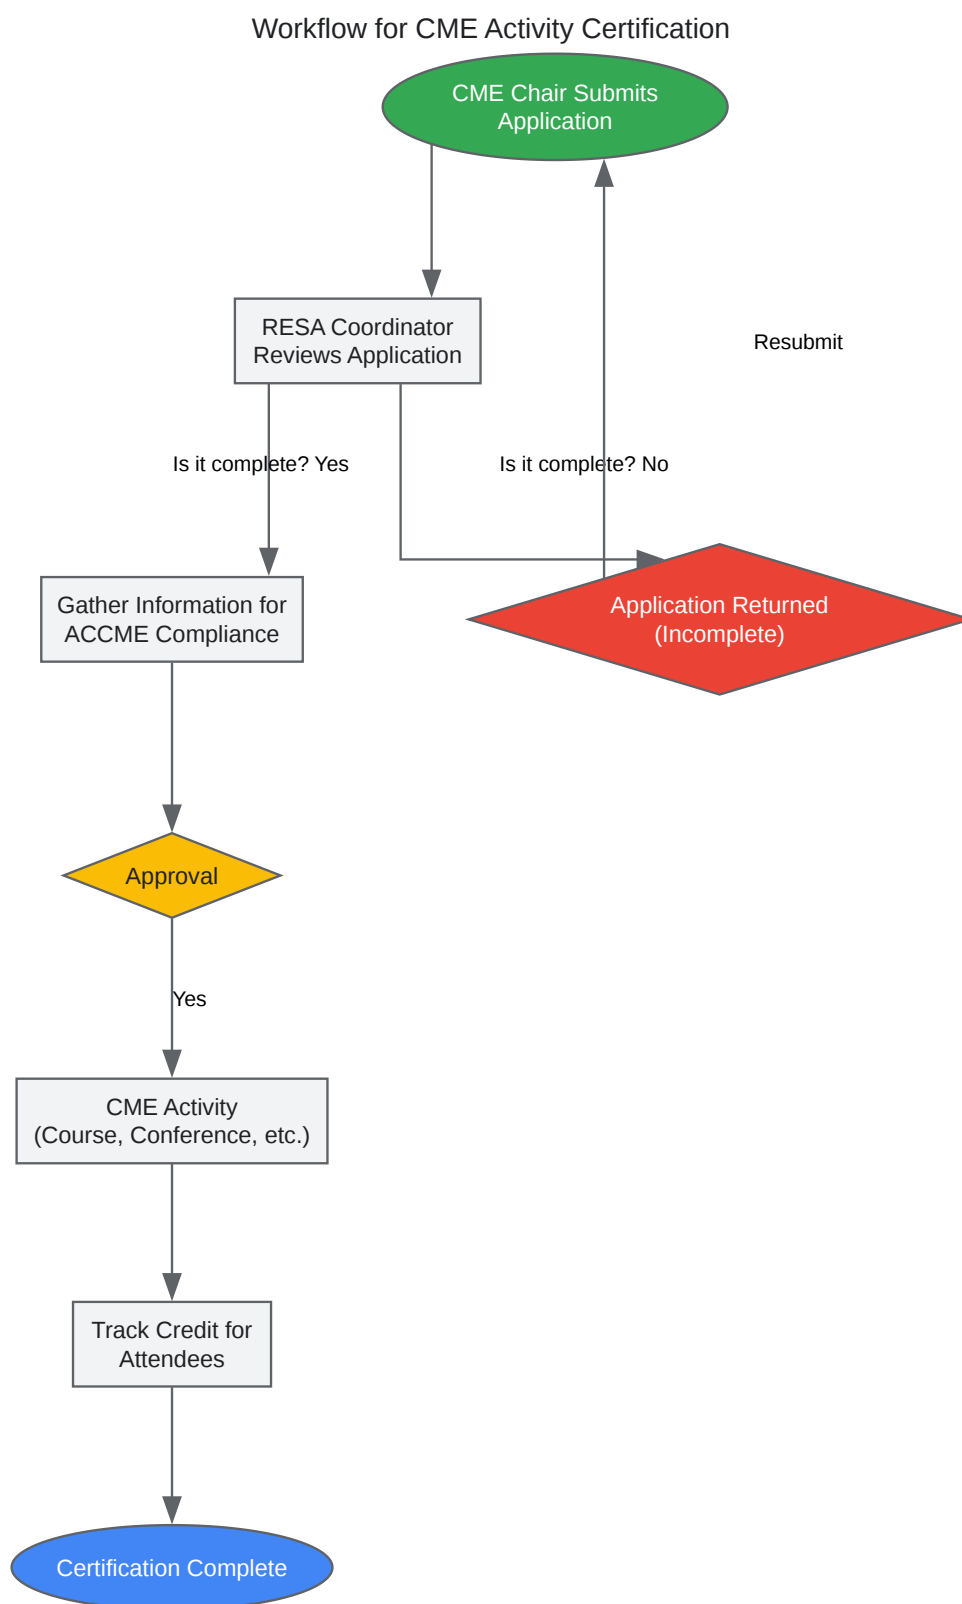 Workflow for CME Activity Certification
CME Chair Submits
Application
RESA Coordinator
Reviews Application
Resubmit
Is it complete? Yes
Is it complete? No
Gather Information for
ACCME Compliance
Application Returned
(Incomplete)
Approval
Yes
CME Activity
(Course, Conference, etc.)
Track Credit for
Attendees
Certification Complete